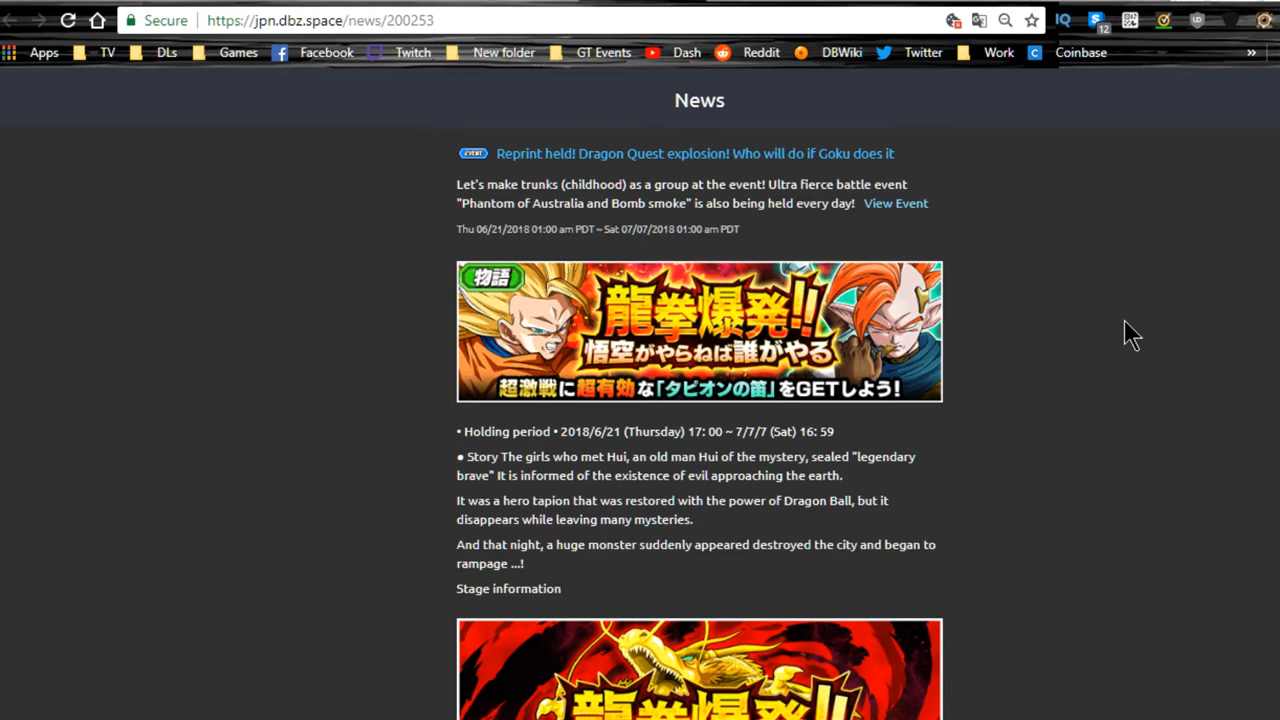 Secure https://jpn.dbz.space/news/200253
IQ
12
UD
Apps TV DLs Games Facebook Twitch New folder GT Events Dash Reddit DBWiki Twitter Work C Coinbase »
News
EVENT Reprint held! Dragon Quest explosion! Who will do if Goku does it
Let's make trunks (childhood) as a group at the event! Ultra fierce battle event
"Phantom of Australia and Bomb smoke" is also being held every day! View Event
Thu 06/21/2018 01:00 am PDT ~ Sat 07/07/2018 01:00 am PDT
物語
龍拳爆発!!
悟空がやらねば誰がやる
超激戦に超有効な「タピオンの笛」をGETしよう!
• Holding period • 2018/6/21 (Thursday) 17: 00 ~ 7/7/7 (Sat) 16: 59
● Story The girls who met Hui, an old man Hui of the mystery, sealed "legendary
brave" It is informed of the existence of evil approaching the earth.
It was a hero tapion that was restored with the power of Dragon Ball, but it
disappears while leaving many mysteries.
And that night, a huge monster suddenly appeared destroyed the city and began to
rampage ...!
Stage information
龍拳爆発!!